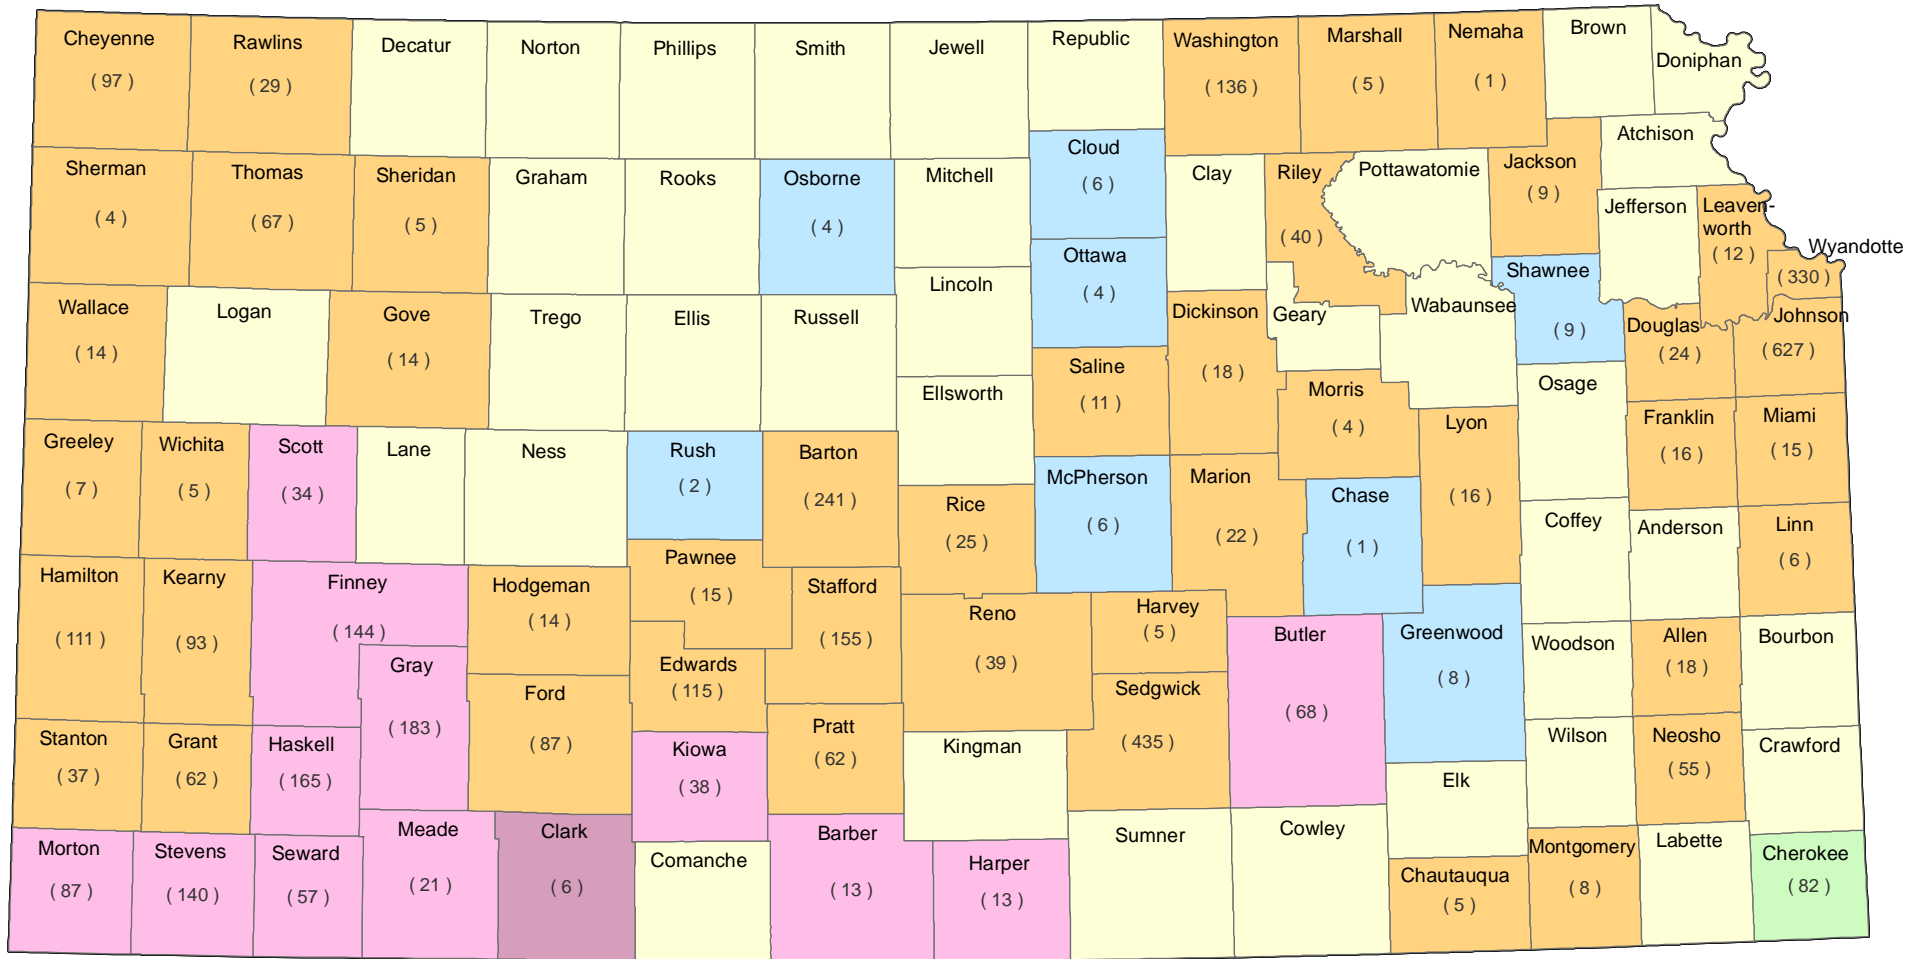 Cheyenne
( 97 )
Rawlins
( 29 )
Decatur
Norton
Phillips
Smith
Jewell
Republic
Washington
( 136 )
Marshall
( 5 )
Nemaha
( 1 )
Brown
Doniphan
Sherman
( 4 )
Thomas
( 67 )
Sheridan
( 5 )
Graham
Rooks
Osborne
( 4 )
Mitchell
Cloud
( 6 )
Clay
Riley
( 40 )
Pottawatomie
Jackson
( 9 )
Atchison
Jefferson
Leaven-
worth
( 12 )
Wyandotte
( 330 )
Ottawa
( 4 )
Lincoln
Shawnee
( 9 )
Wallace
( 14 )
Logan
Gove
( 14 )
Trego
Ellis
Russell
Dickinson
( 18 )
Geary
Wabaunsee
Douglas
( 24 )
Johnson
( 627 )
Ellsworth
Saline
( 11 )
Morris
( 4 )
Osage
Lyon
( 16 )
Franklin
( 16 )
Miami
( 15 )
Greeley
( 7 )
Wichita
( 5 )
Scott
( 34 )
Lane
Ness
Rush
( 2 )
Barton
( 241 )
Rice
( 25 )
McPherson
( 6 )
Marion
( 22 )
Chase
( 1 )
Coffey
Anderson
Linn
( 6 )
Hamilton
( 111 )
Kearny
( 93 )
Finney
( 144 )
Hodgeman
( 14 )
Pawnee
( 15 )
Stafford
( 155 )
Reno
( 39 )
Harvey
( 5 )
Butler
( 68 )
Greenwood
( 8 )
Woodson
Allen
( 18 )
Bourbon
Gray
( 183 )
Ford
( 87 )
Edwards
( 115 )
Sedgwick
( 435 )
Stanton
( 37 )
Grant
( 62 )
Haskell
( 165 )
Kiowa
( 38 )
Pratt
( 62 )
Kingman
Wilson
Neosho
( 55 )
Crawford
Elk
Morton
( 87 )
Stevens
( 140 )
Seward
( 57 )
Meade
( 21 )
Clark
( 6 )
Comanche
Barber
( 13 )
Harper
( 13 )
Sumner
Cowley
Chautauqua
( 5 )
Montgomery
( 8 )
Labette
Cherokee
( 82 )